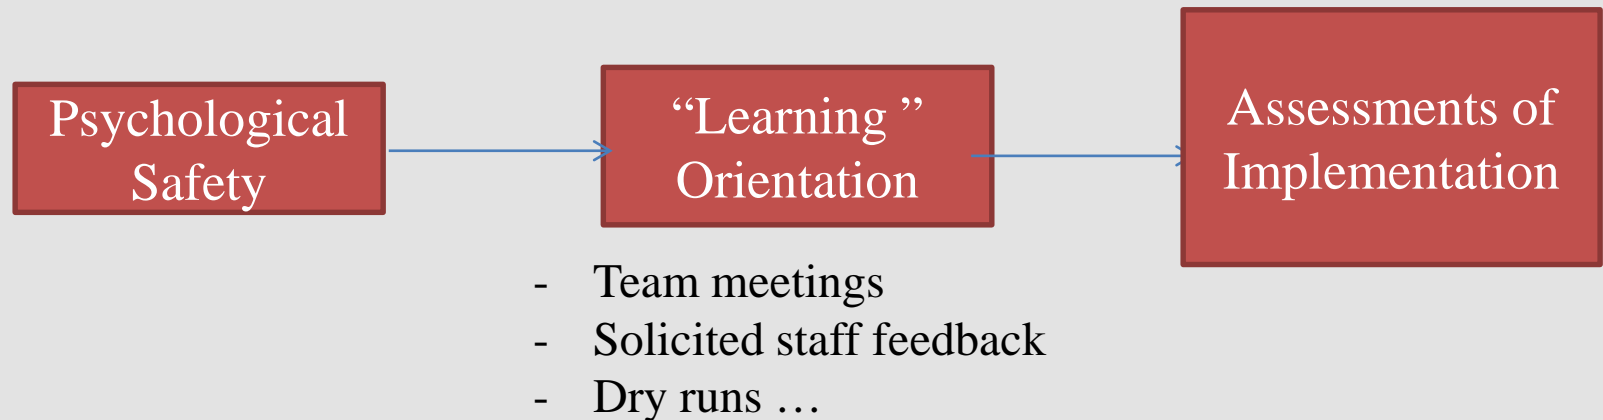 Psychological
Safety
“Learning ”
Orientation
Assessments of
Implementation
- Team meetings
- Solicited staff feedback
- Dry runs …